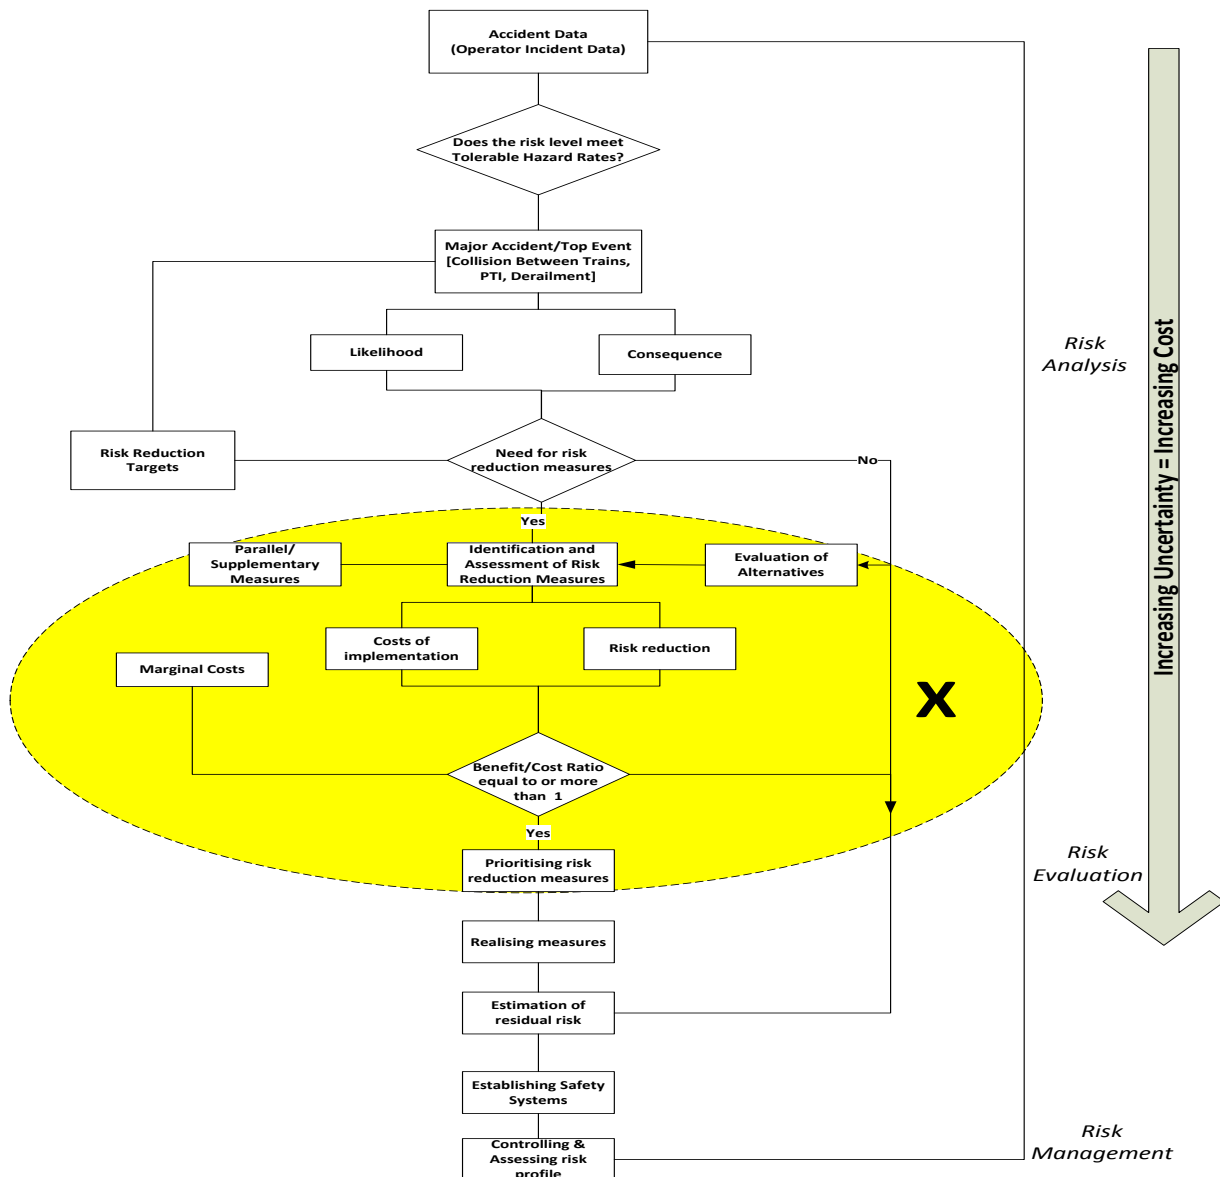 Accident Data
(Operator Incident Data)
Does the risk level meet
Tolerable Hazard Rates?
Major Accident/Top Event
[Collision Between Trains,
PTI, Derailment]
Likelihood
Consequence
Risk
Analysis
Increasing Uncertainty = Increasing Cost
Risk Reduction
Targets
Need for risk
reduction measures
No
Yes
Parallel/
Supplementary
Measures
Identification and
Assessment of Risk
Reduction Measures
Evaluation of
Alternatives
Costs of
implementation
Risk reduction
Marginal Costs
X
Benefit/Cost Ratio
equal to or more
than 1
Yes
Prioritising risk
reduction measures
Risk
Evaluation
Realising measures
Estimation of
residual risk
Establishing Safety
Systems
Controlling &
Assessing risk
profile
Risk
Management